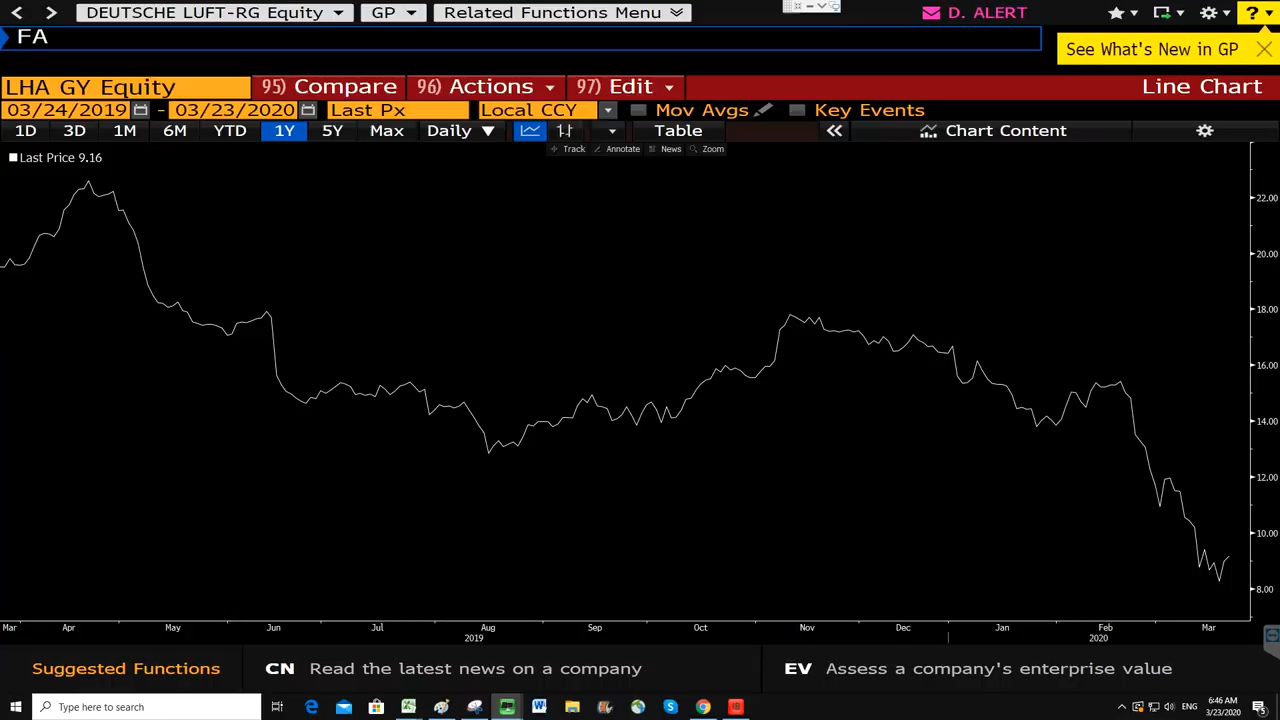 DEUTSCHE LUFT-RG Equity GP Related Functions Menu D. ALERT ?
FA
See What's New in GP
LHA GY Equity 95) Compare 96) Actions 97) Edit Line Chart
03/24/2019 - 03/23/2020 Last Px Local CCY Mov Avgs Key Events
1D 3D 1M 6M YTD 1Y 5Y Max Daily Table Chart Content
Track Annotate News Zoom
Last Price 9.16
22.00
20.00
18.00
16.00
14.00
12.00
10.00
8.00
Mar Apr May Jun Jul Aug Sep Oct Nov Dec Jan Feb Mar
2019 2020
Suggested Functions CN Read the latest news on a company EV Assess a company's enterprise value
Type here to search
ENG
6:46 AM
3/23/2020